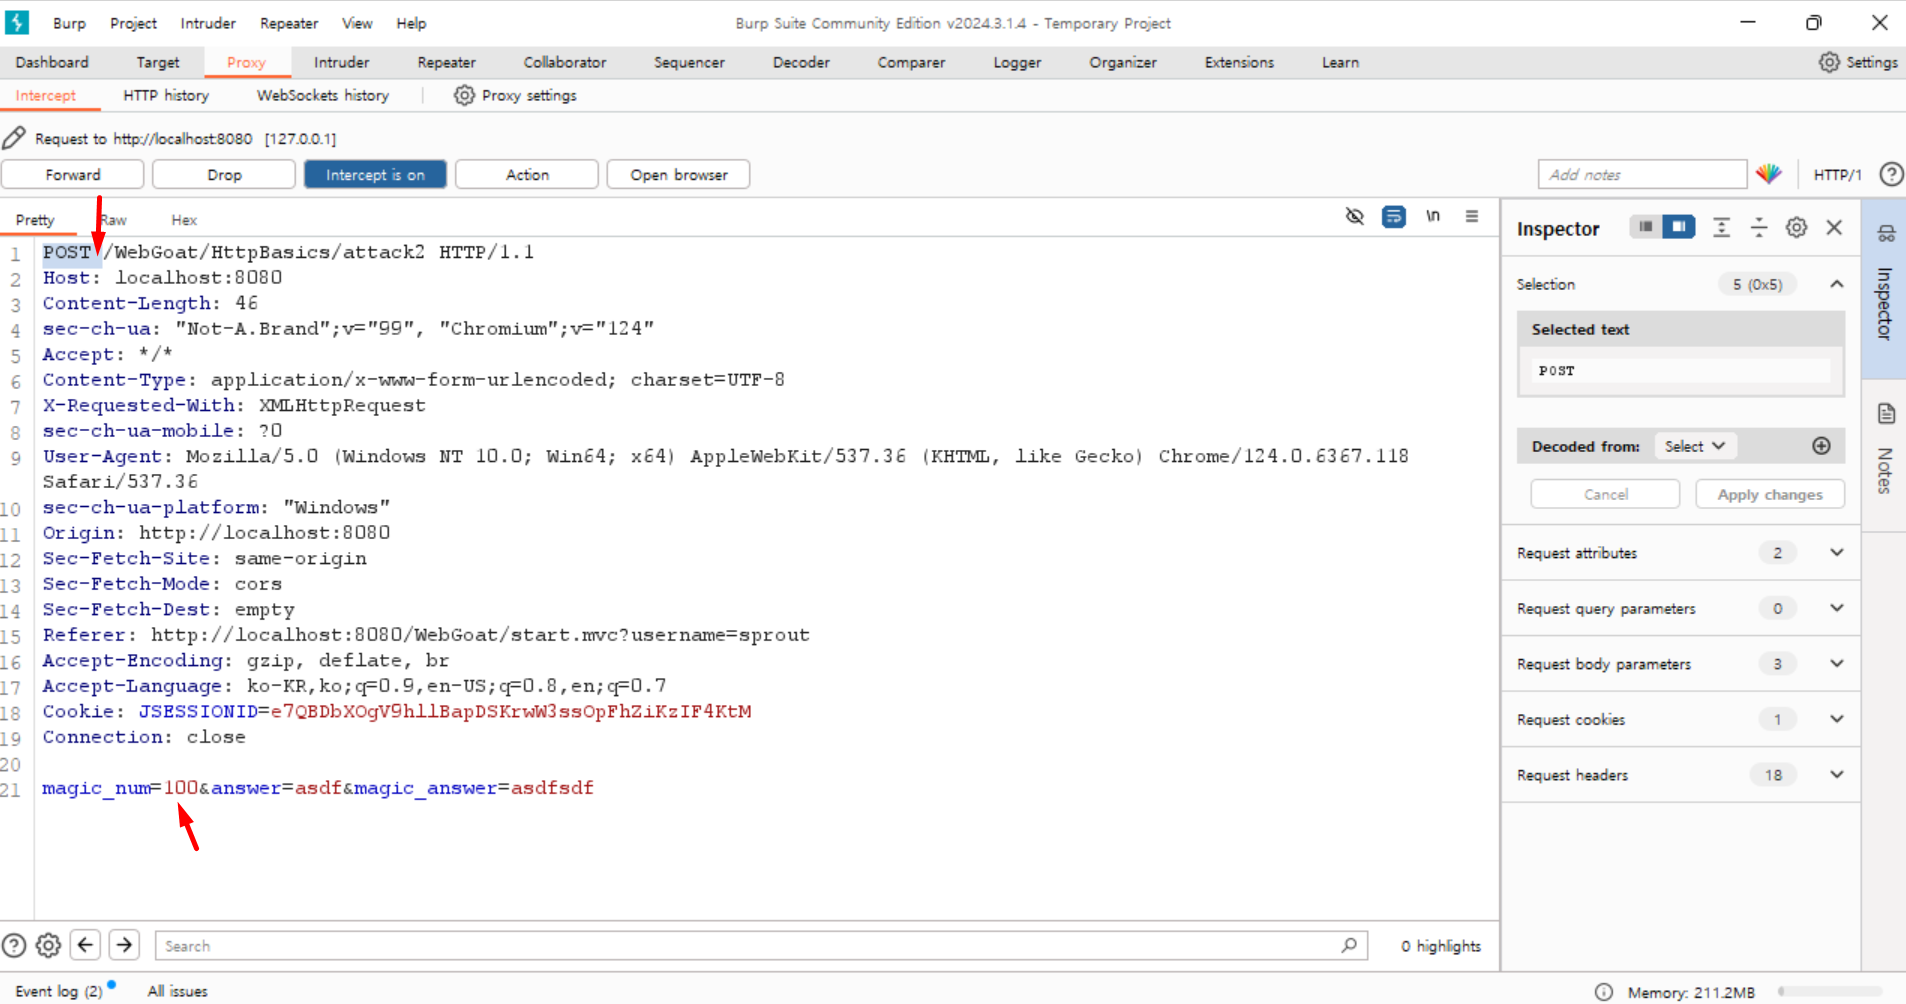 Burp Project Intruder Repeater View Help
Burp Suite Community Edition v2024.3.1.4 - Temporary Project
Dashboard Target Proxy Intruder Repeater Collaborator Sequencer Decoder Comparer Logger Organizer Extensions Learn Settings
Intercept HTTP history WebSockets history Proxy settings
Request to http://localhost:8080 [127.0.0.1]
Forward Drop Intercept is on Action Open browser Add notes HTTP/1
Pretty Raw Hex \n
1 POST /WebGoat/HttpBasics/attack2 HTTP/1.1
2 Host: localhost:8080
3 Content-Length: 46
4 sec-ch-ua: "Not-A.Brand";v="99", "Chromium";v="124"
5 Accept: */*
6 Content-Type: application/x-www-form-urlencoded; charset=UTF-8
7 X-Requested-With: XMLHttpRequest
8 sec-ch-ua-mobile: ?0
9 User-Agent: Mozilla/5.0 (Windows NT 10.0; Win64; x64) AppleWebKit/537.36 (KHTML, like Gecko) Chrome/124.0.6367.118
Safari/537.36
10 sec-ch-ua-platform: "Windows"
11 Origin: http://localhost:8080
12 Sec-Fetch-Site: same-origin
13 Sec-Fetch-Mode: cors
14 Sec-Fetch-Dest: empty
15 Referer: http://localhost:8080/WebGoat/start.mvc?username=sprout
16 Accept-Encoding: gzip, deflate, br
17 Accept-Language: ko-KR,ko;q=0.9,en-US;q=0.8,en;q=0.7
18 Cookie: JSESSIONID=e7QBDbXOgV9hllBapDSKrwW3ssOpFhZiKzIF4KtM
19 Connection: close
20
21 magic_num=100&answer=asdf&magic_answer=asdfsdf
Inspector
Selection 5 (0x5)
Selected text
POST
Decoded from: Select
Cancel Apply changes
Request attributes 2
Request query parameters 0
Request body parameters 3
Request cookies 1
Request headers 18
Inspector
Notes
Search 0 highlights
Event log (2) All issues Memory: 211.2MB